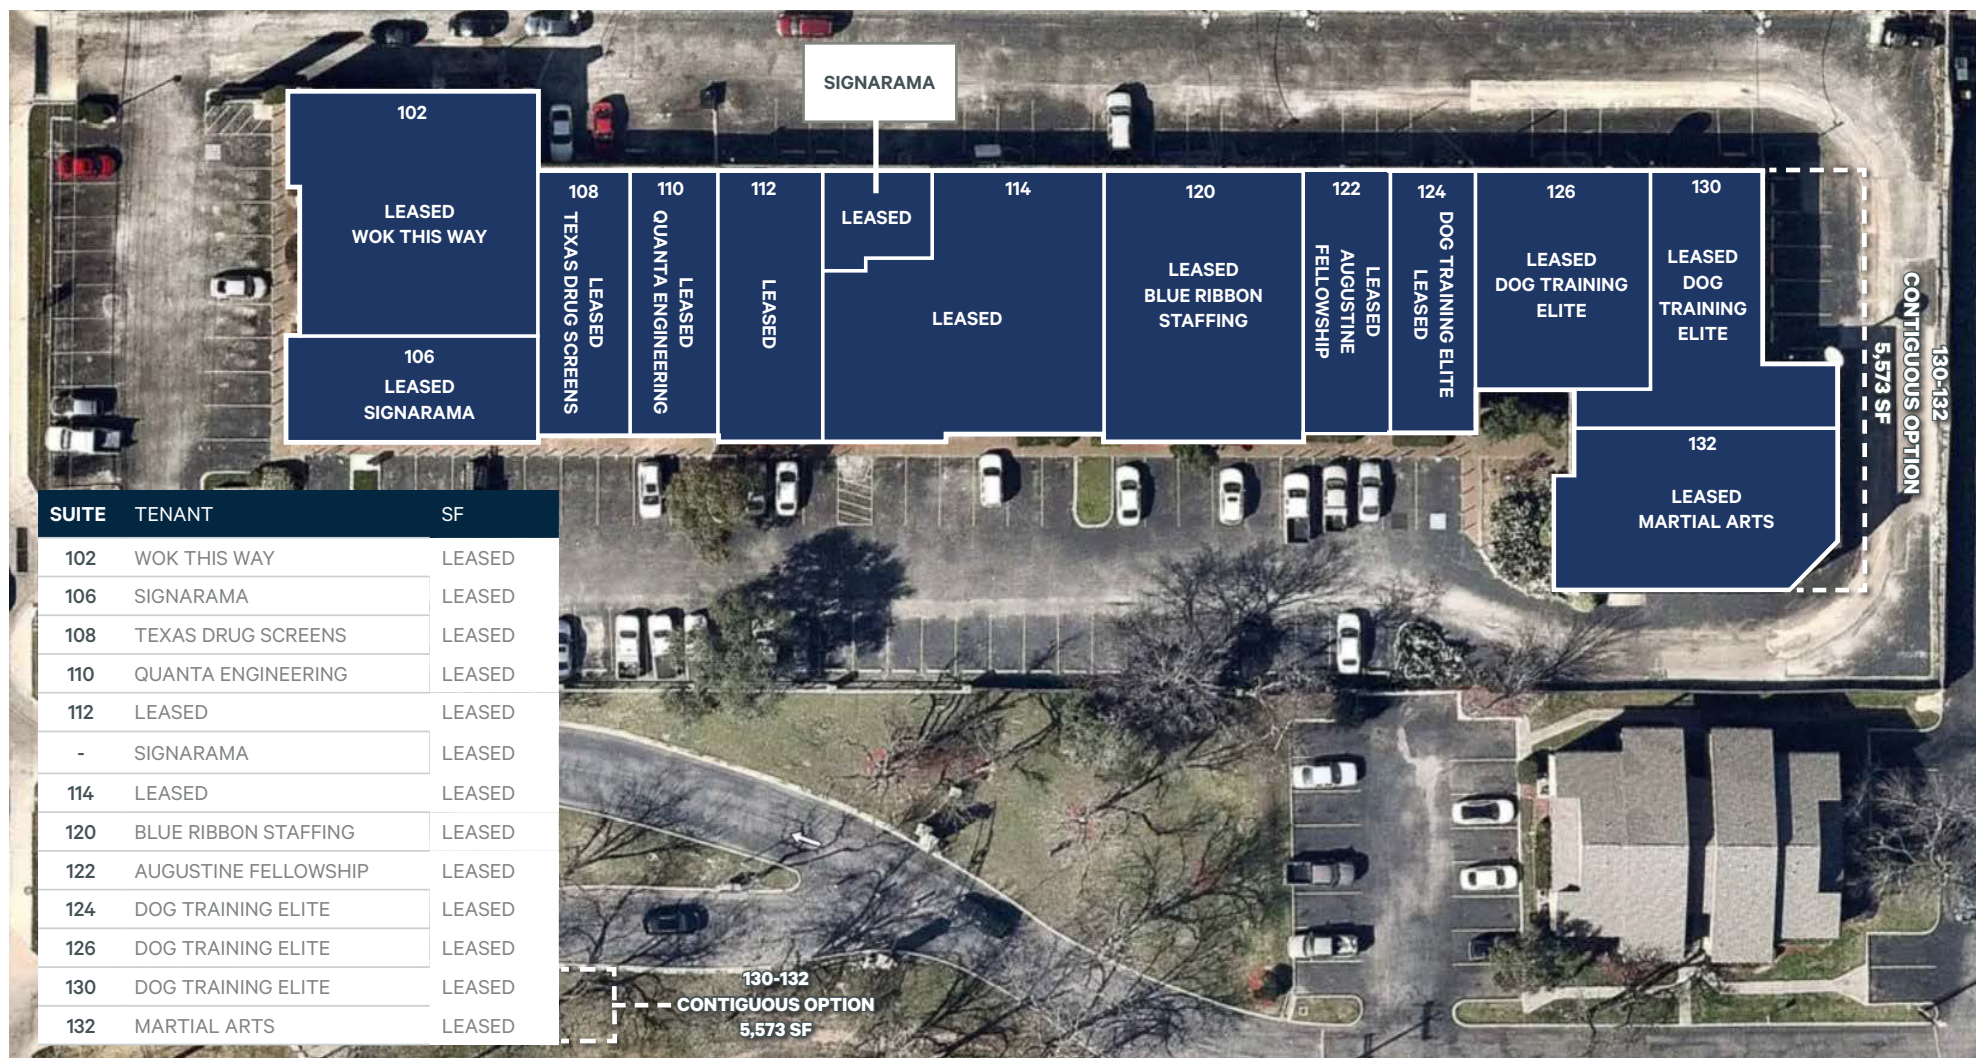 SIGNARAMA
102
LEASED
WOK THIS WAY
106
LEASED
SIGNARAMA
108
LEASED
TEXAS DRUG SCREENS
110
LEASED
QUANTA ENGINEERING
112
LEASED
LEASED
114
LEASED
120
LEASED
BLUE RIBBON
STAFFING
122
LEASED
AUGUSTINE
FELLOWSHIP
124
DOG TRAINING ELITE
LEASED
126
LEASED
DOG TRAINING
ELITE
130
LEASED
DOG
TRAINING
ELITE
132
LEASED
MARTIAL ARTS
130-132
CONTIGUOUS OPTION
5,573 SF
SUITE TENANT SF
102 WOK THIS WAY LEASED
106 SIGNARAMA LEASED
108 TEXAS DRUG SCREENS LEASED
110 QUANTA ENGINEERING LEASED
112 LEASED LEASED
- SIGNARAMA LEASED
114 LEASED LEASED
120 BLUE RIBBON STAFFING LEASED
122 AUGUSTINE FELLOWSHIP LEASED
124 DOG TRAINING ELITE LEASED
126 DOG TRAINING ELITE LEASED
130 DOG TRAINING ELITE LEASED
132 MARTIAL ARTS LEASED
130-132
CONTIGUOUS OPTION
5,573 SF